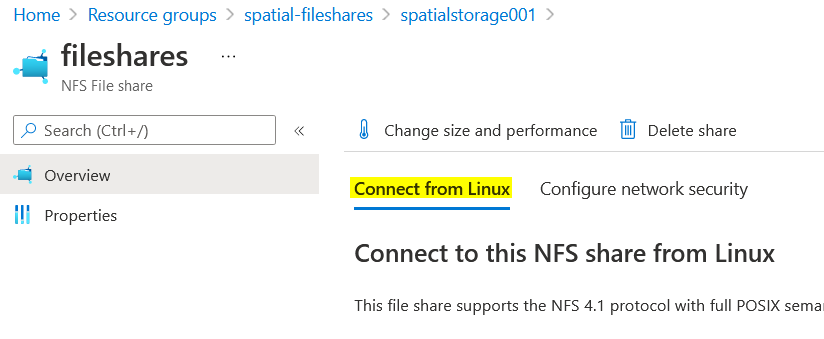 Home > Resource groups > spatial-fileshares > spatialstorage001 >
fileshares ...
NFS File share
Search (Ctrl+/) «
Change size and performance Delete share
Overview
Properties
Connect from Linux Configure network security
Connect to this NFS share from Linux
This file share supports the NFS 4.1 protocol with full POSIX